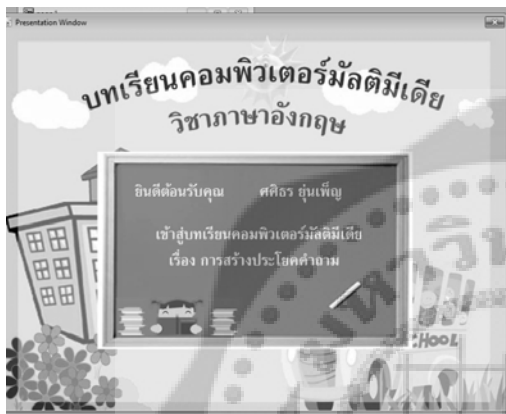 Presentation Window
บทเรียนคอมพิวเตอร์มัลติมีเดีย
วิชาภาษาอังกฤษ
ยินดีต้อนรับคุณ ศศิธร ยุ่นเพ็ญ
เข้าสู่บทเรียนคอมพิวเตอร์มัลติมีเดีย
เรื่อง การสร้างประโยคคำถาม